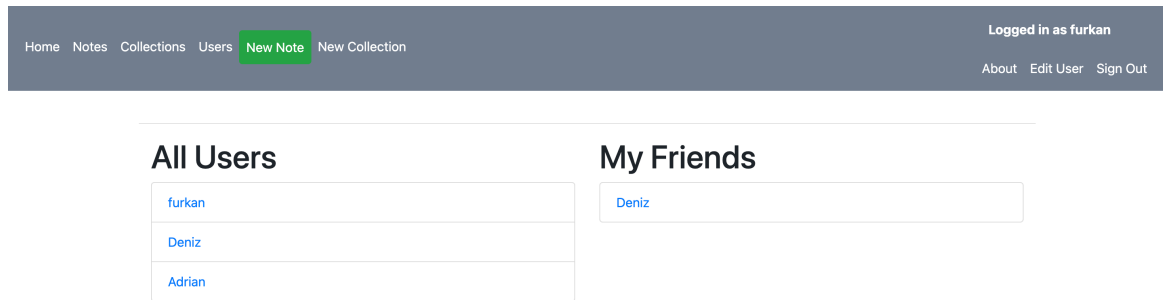 Logged in as furkan
Home Notes Collections Users New Note New Collection
About Edit User Sign Out
All Users
furkan
Deniz
Adrian
My Friends
Deniz